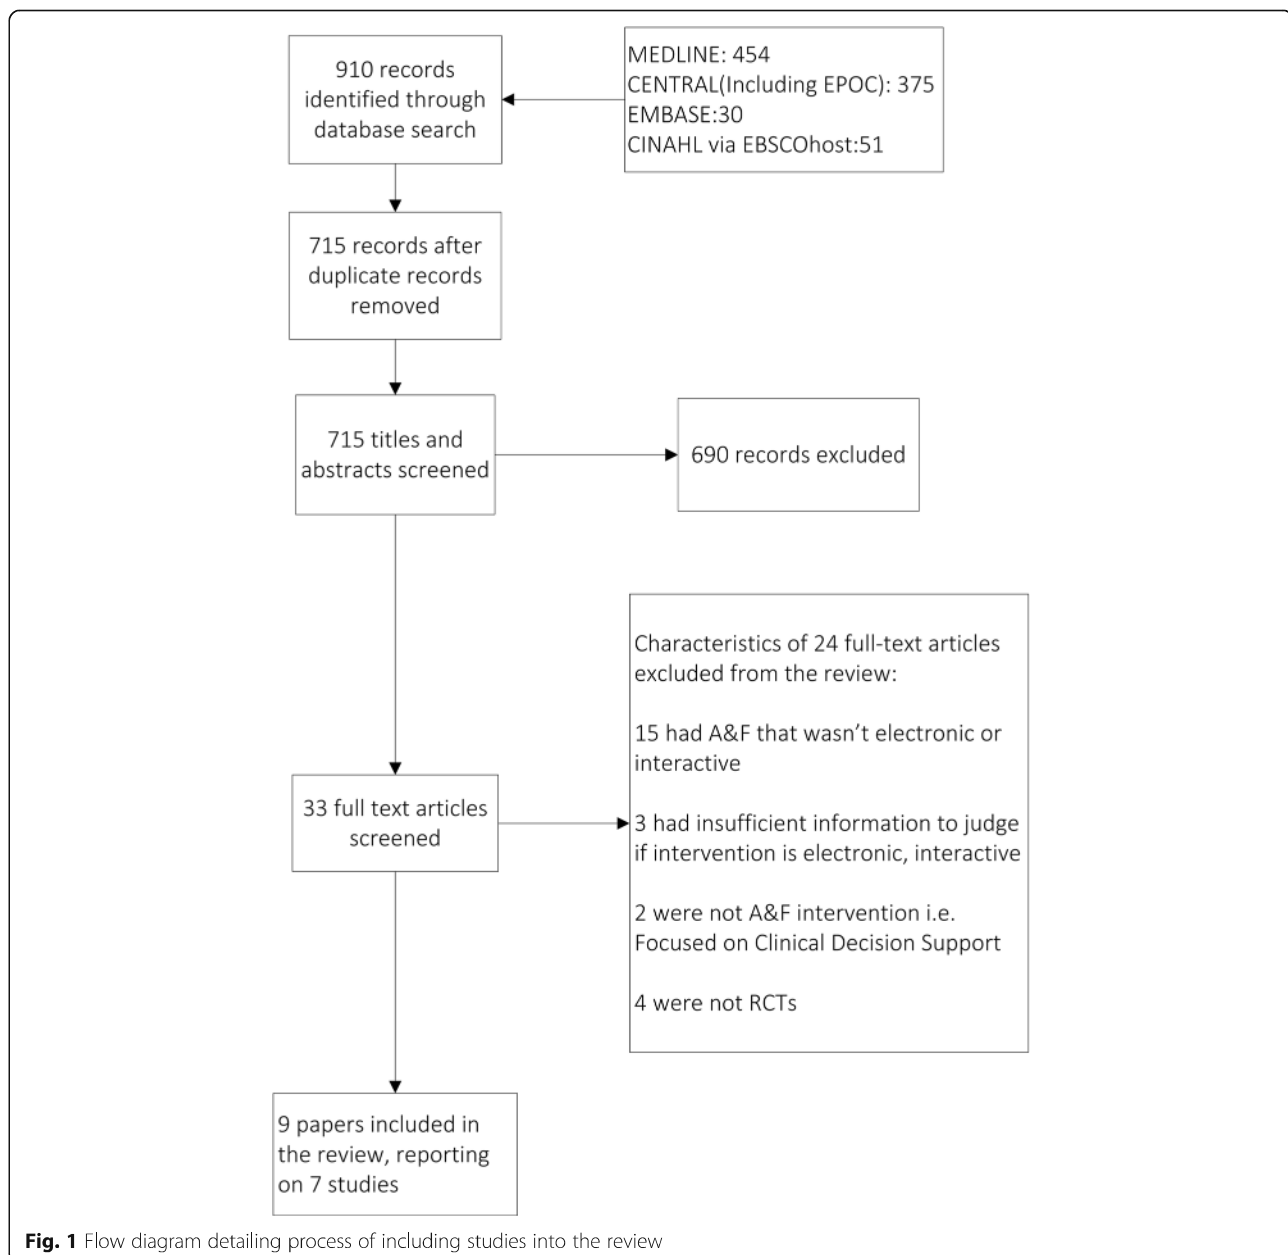 910 records
identified through
database search
MEDLINE: 454
CENTRAL(Including EPOC): 375
EMBASE:30
CINAHL via EBSCOhost:51
715 records after
duplicate records
removed
715 titles and
abstracts screened
690 records excluded
33 full text articles
screened
Characteristics of 24 full-text articles
excluded from the review:
15 had A&F that wasn’t electronic or
interactive
3 had insufficient information to judge
if intervention is electronic, interactive
2 were not A&F intervention i.e.
Focused on Clinical Decision Support
4 were not RCTs
9 papers included in
the review, reporting
on 7 studies
Fig. 1 Flow diagram detailing process of including studies into the review